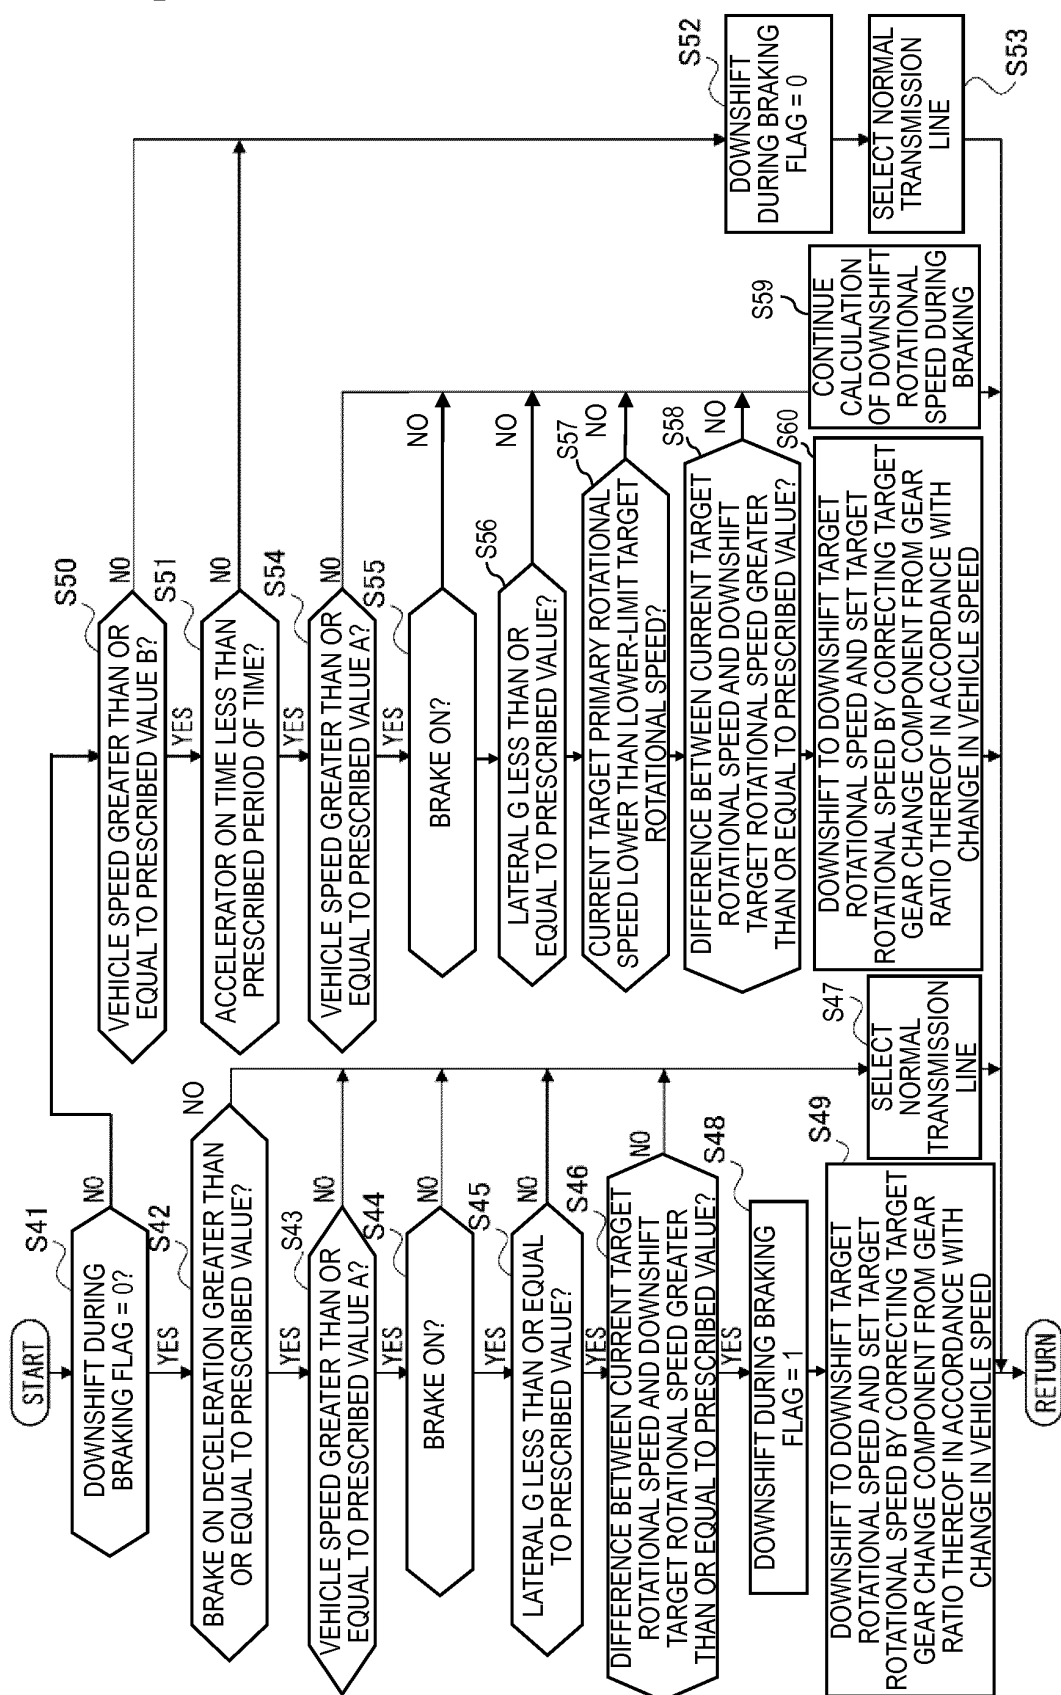 START
S41
DOWNSHIFT DURING
BRAKING FLAG = 0?
NO
YES
S42
BRAKE ON DECELERATION GREATER THAN
OR EQUAL TO PRESCRIBED VALUE?
NO
YES
S43
VEHICLE SPEED GREATER THAN OR
EQUAL TO PRESCRIBED VALUE A?
NO
YES
S44
BRAKE ON?
NO
YES
S45
LATERAL G LESS THAN OR EQUAL
TO PRESCRIBED VALUE?
NO
YES
S46
DIFFERENCE BETWEEN CURRENT TARGET
ROTATIONAL SPEED AND DOWNSHIFT
TARGET ROTATIONAL SPEED GREATER
THAN OR EQUAL TO PRESCRIBED VALUE?
NO
YES
S48
DOWNSHIFT DURING BRAKING
FLAG = 1
S49
DOWNSHIFT TO DOWNSHIFT TARGET
ROTATIONAL SPEED AND SET TARGET
ROTATIONAL SPEED BY CORRECTING TARGET
GEAR CHANGE COMPONENT FROM GEAR
RATIO THEREOF IN ACCORDANCE WITH
CHANGE IN VEHICLE SPEED
S47
SELECT
NORMAL
TRANSMISSION
LINE
RETURN
S50
VEHICLE SPEED GREATER THAN OR
EQUAL TO PRESCRIBED VALUE B?
NO
YES
S51
ACCELERATOR ON TIME LESS THAN
PRESCRIBED PERIOD OF TIME?
NO
YES
S54
VEHICLE SPEED GREATER THAN OR
EQUAL TO PRESCRIBED VALUE A?
NO
YES
S55
BRAKE ON?
NO
S56
LATERAL G LESS THAN OR
EQUAL TO PRESCRIBED VALUE?
NO
S57
CURRENT TARGET PRIMARY ROTATIONAL
SPEED LOWER THAN LOWER-LIMIT TARGET
ROTATIONAL SPEED?
NO
S58
DIFFERENCE BETWEEN CURRENT TARGET
ROTATIONAL SPEED AND DOWNSHIFT
TARGET ROTATIONAL SPEED GREATER
THAN OR EQUAL TO PRESCRIBED VALUE?
NO
S60
DOWNSHIFT TO DOWNSHIFT TARGET
ROTATIONAL SPEED AND SET TARGET
ROTATIONAL SPEED BY CORRECTING TARGET
GEAR CHANGE COMPONENT FROM GEAR
RATIO THEREOF IN ACCORDANCE WITH
CHANGE IN VEHICLE SPEED
S59
CONTINUE
CALCULATION
OF DOWNSHIFT
ROTATIONAL
SPEED DURING
BRAKING
S52
DOWNSHIFT
DURING BRAKING
FLAG = 0
S53
SELECT NORMAL
TRANSMISSION
LINE